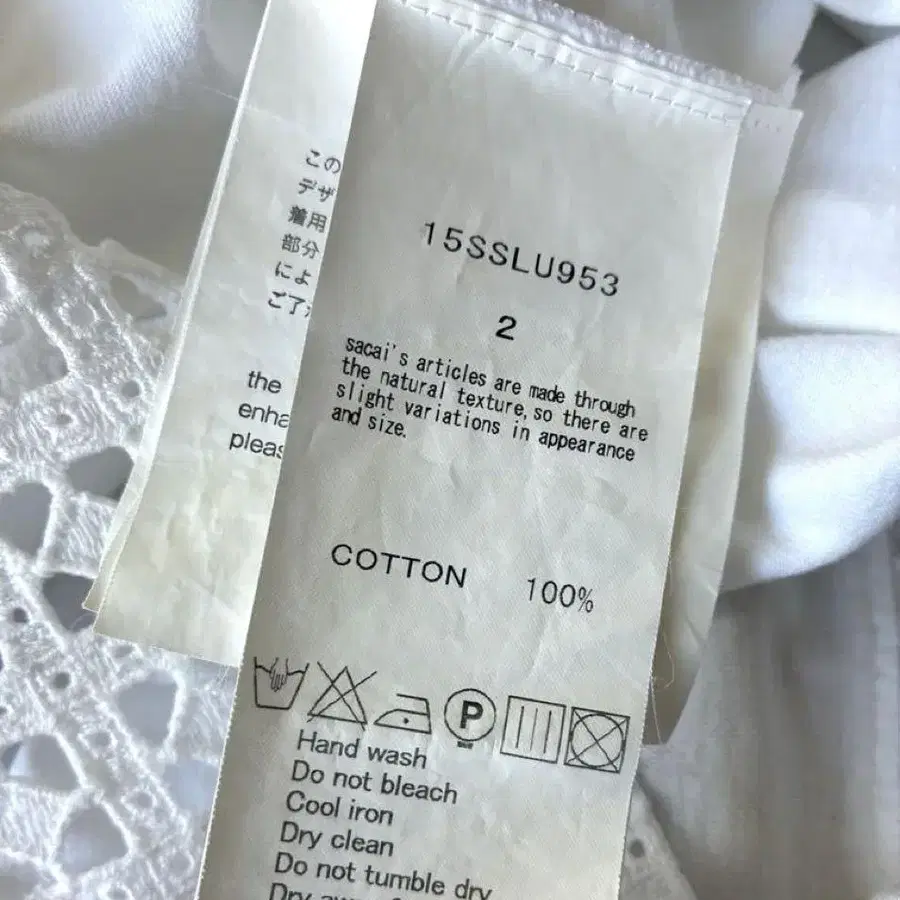 この
デザ
着用
部分
によ
ご了
the
enha
pleas
15SSLU953
2
sacai's articles are made through
the natural texture, so there are
slight variations in appearance
and size.
COTTON 100%
P
Hand wash
Do not bleach
Cool iron
Dry clean
Do not tumble dry
Dry